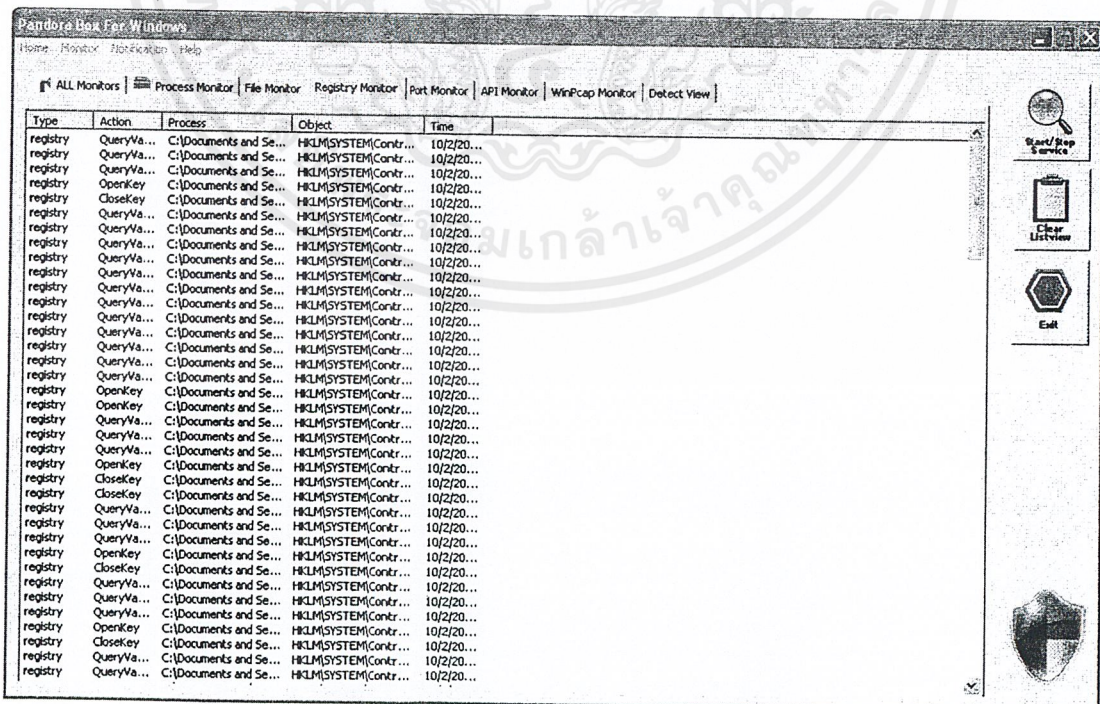 Pandora Box For Windows
Home Monitor Notification Help
ALL Monitors Process Monitor File Monitor Registry Monitor Port Monitor API Monitor WinPcap Monitor Detect View
Type Action Process Object Time
registry QueryVa... C:\Documents and Se... HKLM\SYSTEM\Contr... 10/2/20...
registry QueryVa... C:\Documents and Se... HKLM\SYSTEM\Contr... 10/2/20...
registry QueryVa... C:\Documents and Se... HKLM\SYSTEM\Contr... 10/2/20...
registry OpenKey C:\Documents and Se... HKLM\SYSTEM\Contr... 10/2/20...
registry CloseKey C:\Documents and Se... HKLM\SYSTEM\Contr... 10/2/20...
registry QueryVa... C:\Documents and Se... HKLM\SYSTEM\Contr... 10/2/20...
registry QueryVa... C:\Documents and Se... HKLM\SYSTEM\Contr... 10/2/20...
registry QueryVa... C:\Documents and Se... HKLM\SYSTEM\Contr... 10/2/20...
registry QueryVa... C:\Documents and Se... HKLM\SYSTEM\Contr... 10/2/20...
registry QueryVa... C:\Documents and Se... HKLM\SYSTEM\Contr... 10/2/20...
registry QueryVa... C:\Documents and Se... HKLM\SYSTEM\Contr... 10/2/20...
registry QueryVa... C:\Documents and Se... HKLM\SYSTEM\Contr... 10/2/20...
registry QueryVa... C:\Documents and Se... HKLM\SYSTEM\Contr... 10/2/20...
registry QueryVa... C:\Documents and Se... HKLM\SYSTEM\Contr... 10/2/20...
registry QueryVa... C:\Documents and Se... HKLM\SYSTEM\Contr... 10/2/20...
registry QueryVa... C:\Documents and Se... HKLM\SYSTEM\Contr... 10/2/20...
registry QueryVa... C:\Documents and Se... HKLM\SYSTEM\Contr... 10/2/20...
registry OpenKey C:\Documents and Se... HKLM\SYSTEM\Contr... 10/2/20...
registry OpenKey C:\Documents and Se... HKLM\SYSTEM\Contr... 10/2/20...
registry QueryVa... C:\Documents and Se... HKLM\SYSTEM\Contr... 10/2/20...
registry QueryVa... C:\Documents and Se... HKLM\SYSTEM\Contr... 10/2/20...
registry QueryVa... C:\Documents and Se... HKLM\SYSTEM\Contr... 10/2/20...
registry OpenKey C:\Documents and Se... HKLM\SYSTEM\Contr... 10/2/20...
registry CloseKey C:\Documents and Se... HKLM\SYSTEM\Contr... 10/2/20...
registry CloseKey C:\Documents and Se... HKLM\SYSTEM\Contr... 10/2/20...
registry QueryVa... C:\Documents and Se... HKLM\SYSTEM\Contr... 10/2/20...
registry QueryVa... C:\Documents and Se... HKLM\SYSTEM\Contr... 10/2/20...
registry QueryVa... C:\Documents and Se... HKLM\SYSTEM\Contr... 10/2/20...
registry OpenKey C:\Documents and Se... HKLM\SYSTEM\Contr... 10/2/20...
registry CloseKey C:\Documents and Se... HKLM\SYSTEM\Contr... 10/2/20...
registry QueryVa... C:\Documents and Se... HKLM\SYSTEM\Contr... 10/2/20...
registry QueryVa... C:\Documents and Se... HKLM\SYSTEM\Contr... 10/2/20...
registry QueryVa... C:\Documents and Se... HKLM\SYSTEM\Contr... 10/2/20...
registry OpenKey C:\Documents and Se... HKLM\SYSTEM\Contr... 10/2/20...
registry CloseKey C:\Documents and Se... HKLM\SYSTEM\Contr... 10/2/20...
registry QueryVa... C:\Documents and Se... HKLM\SYSTEM\Contr... 10/2/20...
registry QueryVa... C:\Documents and Se... HKLM\SYSTEM\Contr... 10/2/20...
Start/Stop
Service
Clear
Listview
Exit
มเกล้าเจ้าคุณทห